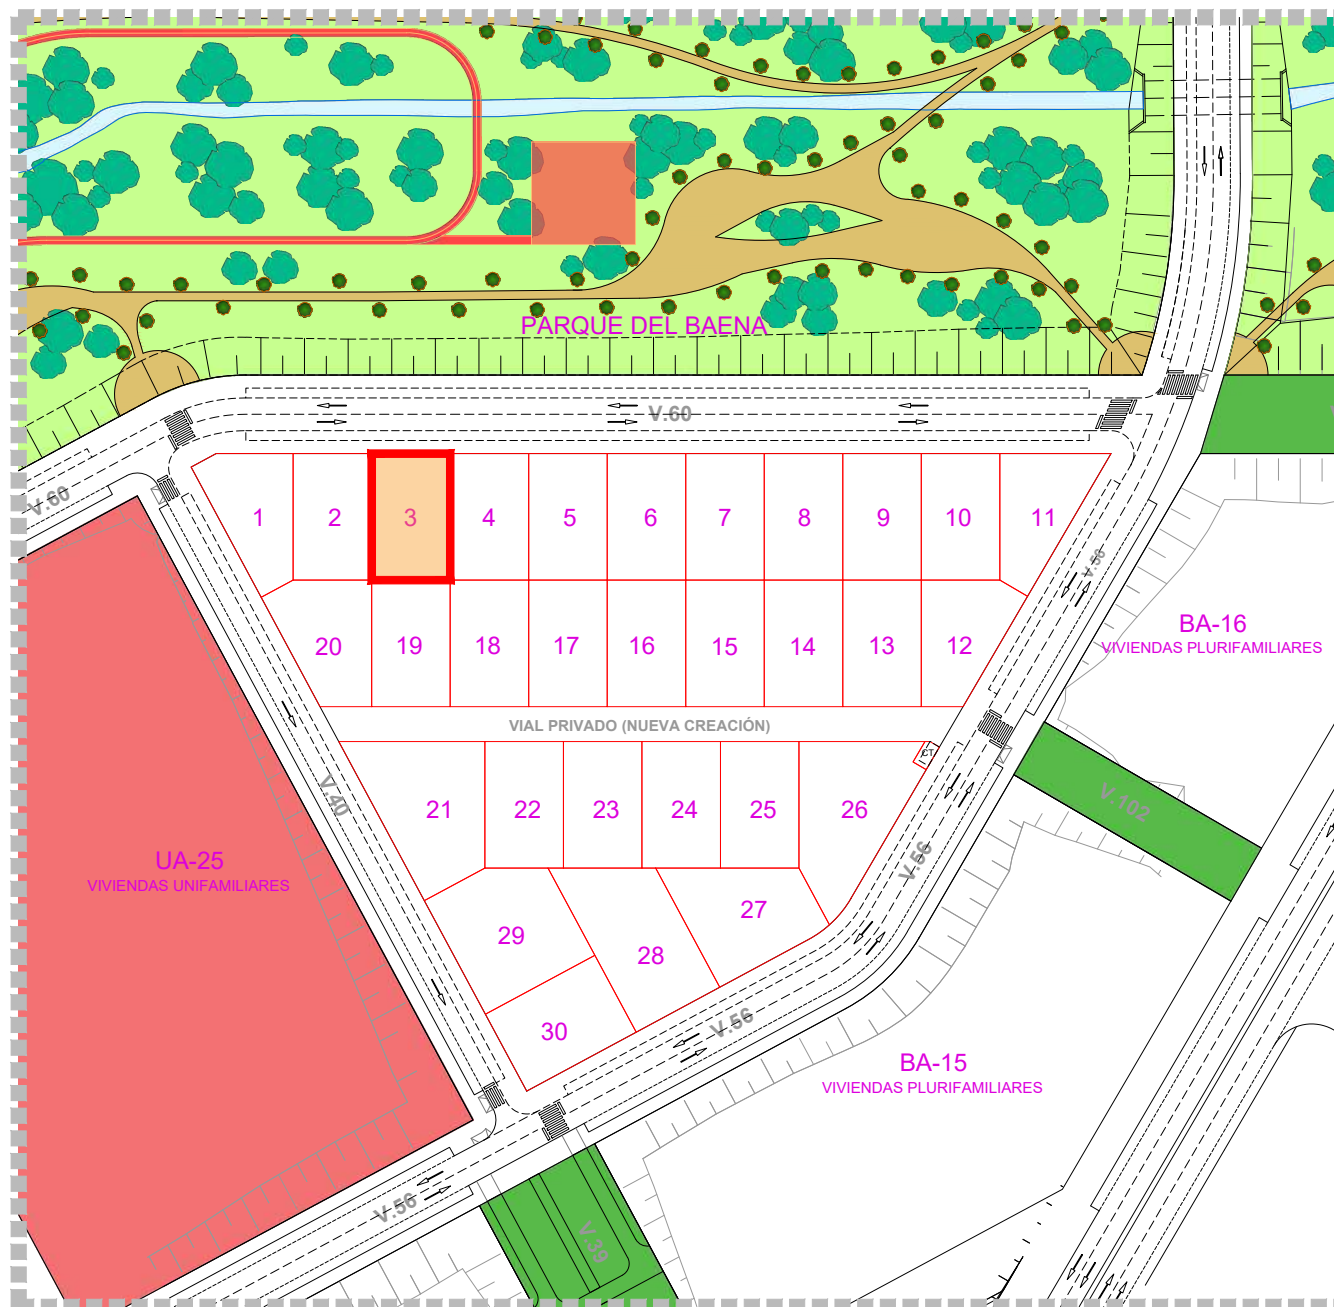 PARQUE DEL BAENA
V.60
V.60
1
2
3
4
5
6
7
8
9
10
11
V.56
20
19
18
17
16
15
14
13
12
BA-16
VIVIENDAS PLURIFAMILIARES
VIAL PRIVADO (NUEVA CREACIÓN)
CT
V.40
21
22
23
24
25
26
V.102
UA-25
VIVIENDAS UNIFAMILIARES
V.56
29
28
27
30
V.56
BA-15
VIVIENDAS PLURIFAMILIARES
V.56
V.39